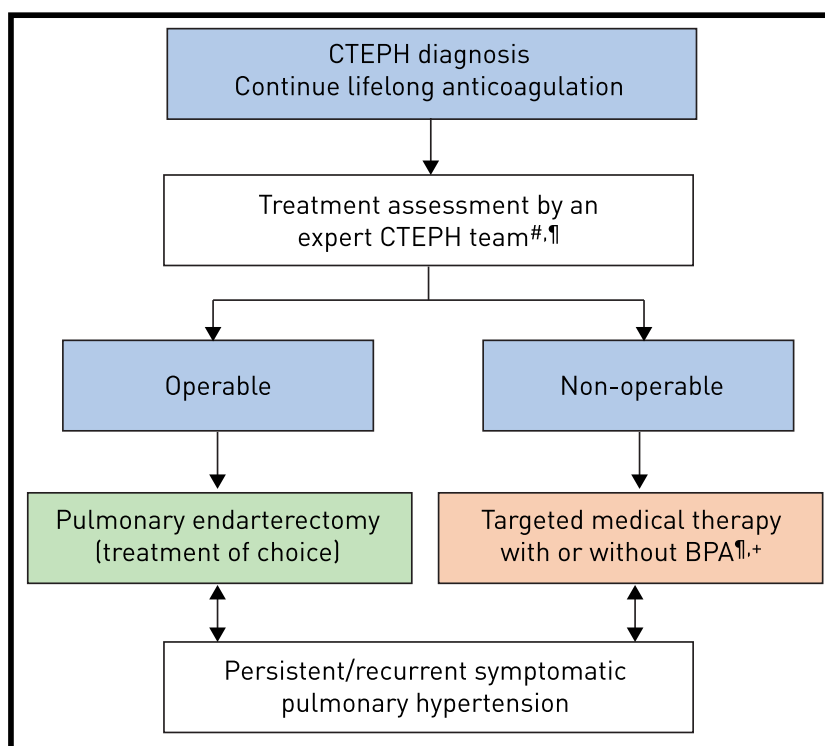 CTEPH diagnosis
Continue lifelong anticoagulation
Treatment assessment by an
expert CTEPH team#,¶
Operable
Non-operable
Pulmonary endarterectomy
(treatment of choice)
Targeted medical therapy
with or without BPA¶,+
Persistent/recurrent symptomatic
pulmonary hypertension